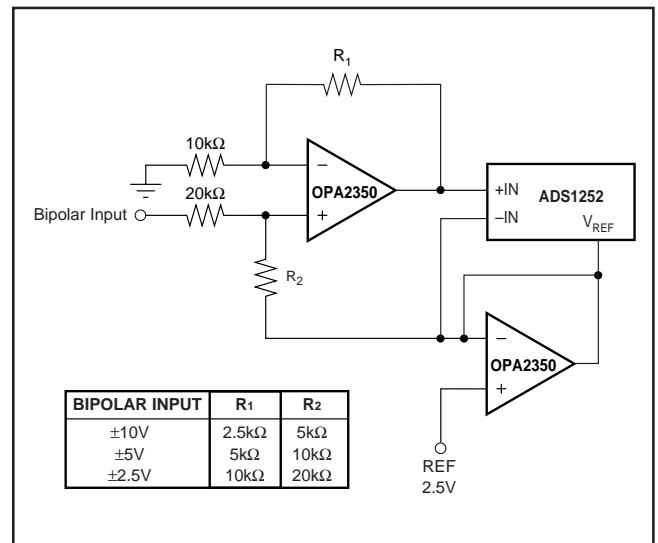 R1
10kΩ
−
OPA2350
+
20kΩ
Bipolar Input
R2
+IN
ADS1252
−IN
VREF
−
OPA2350
+
REF
2.5V
BIPOLAR INPUT R1 R2
±10V 2.5kΩ 5kΩ
±5V 5kΩ 10kΩ
±2.5V 10kΩ 20kΩ